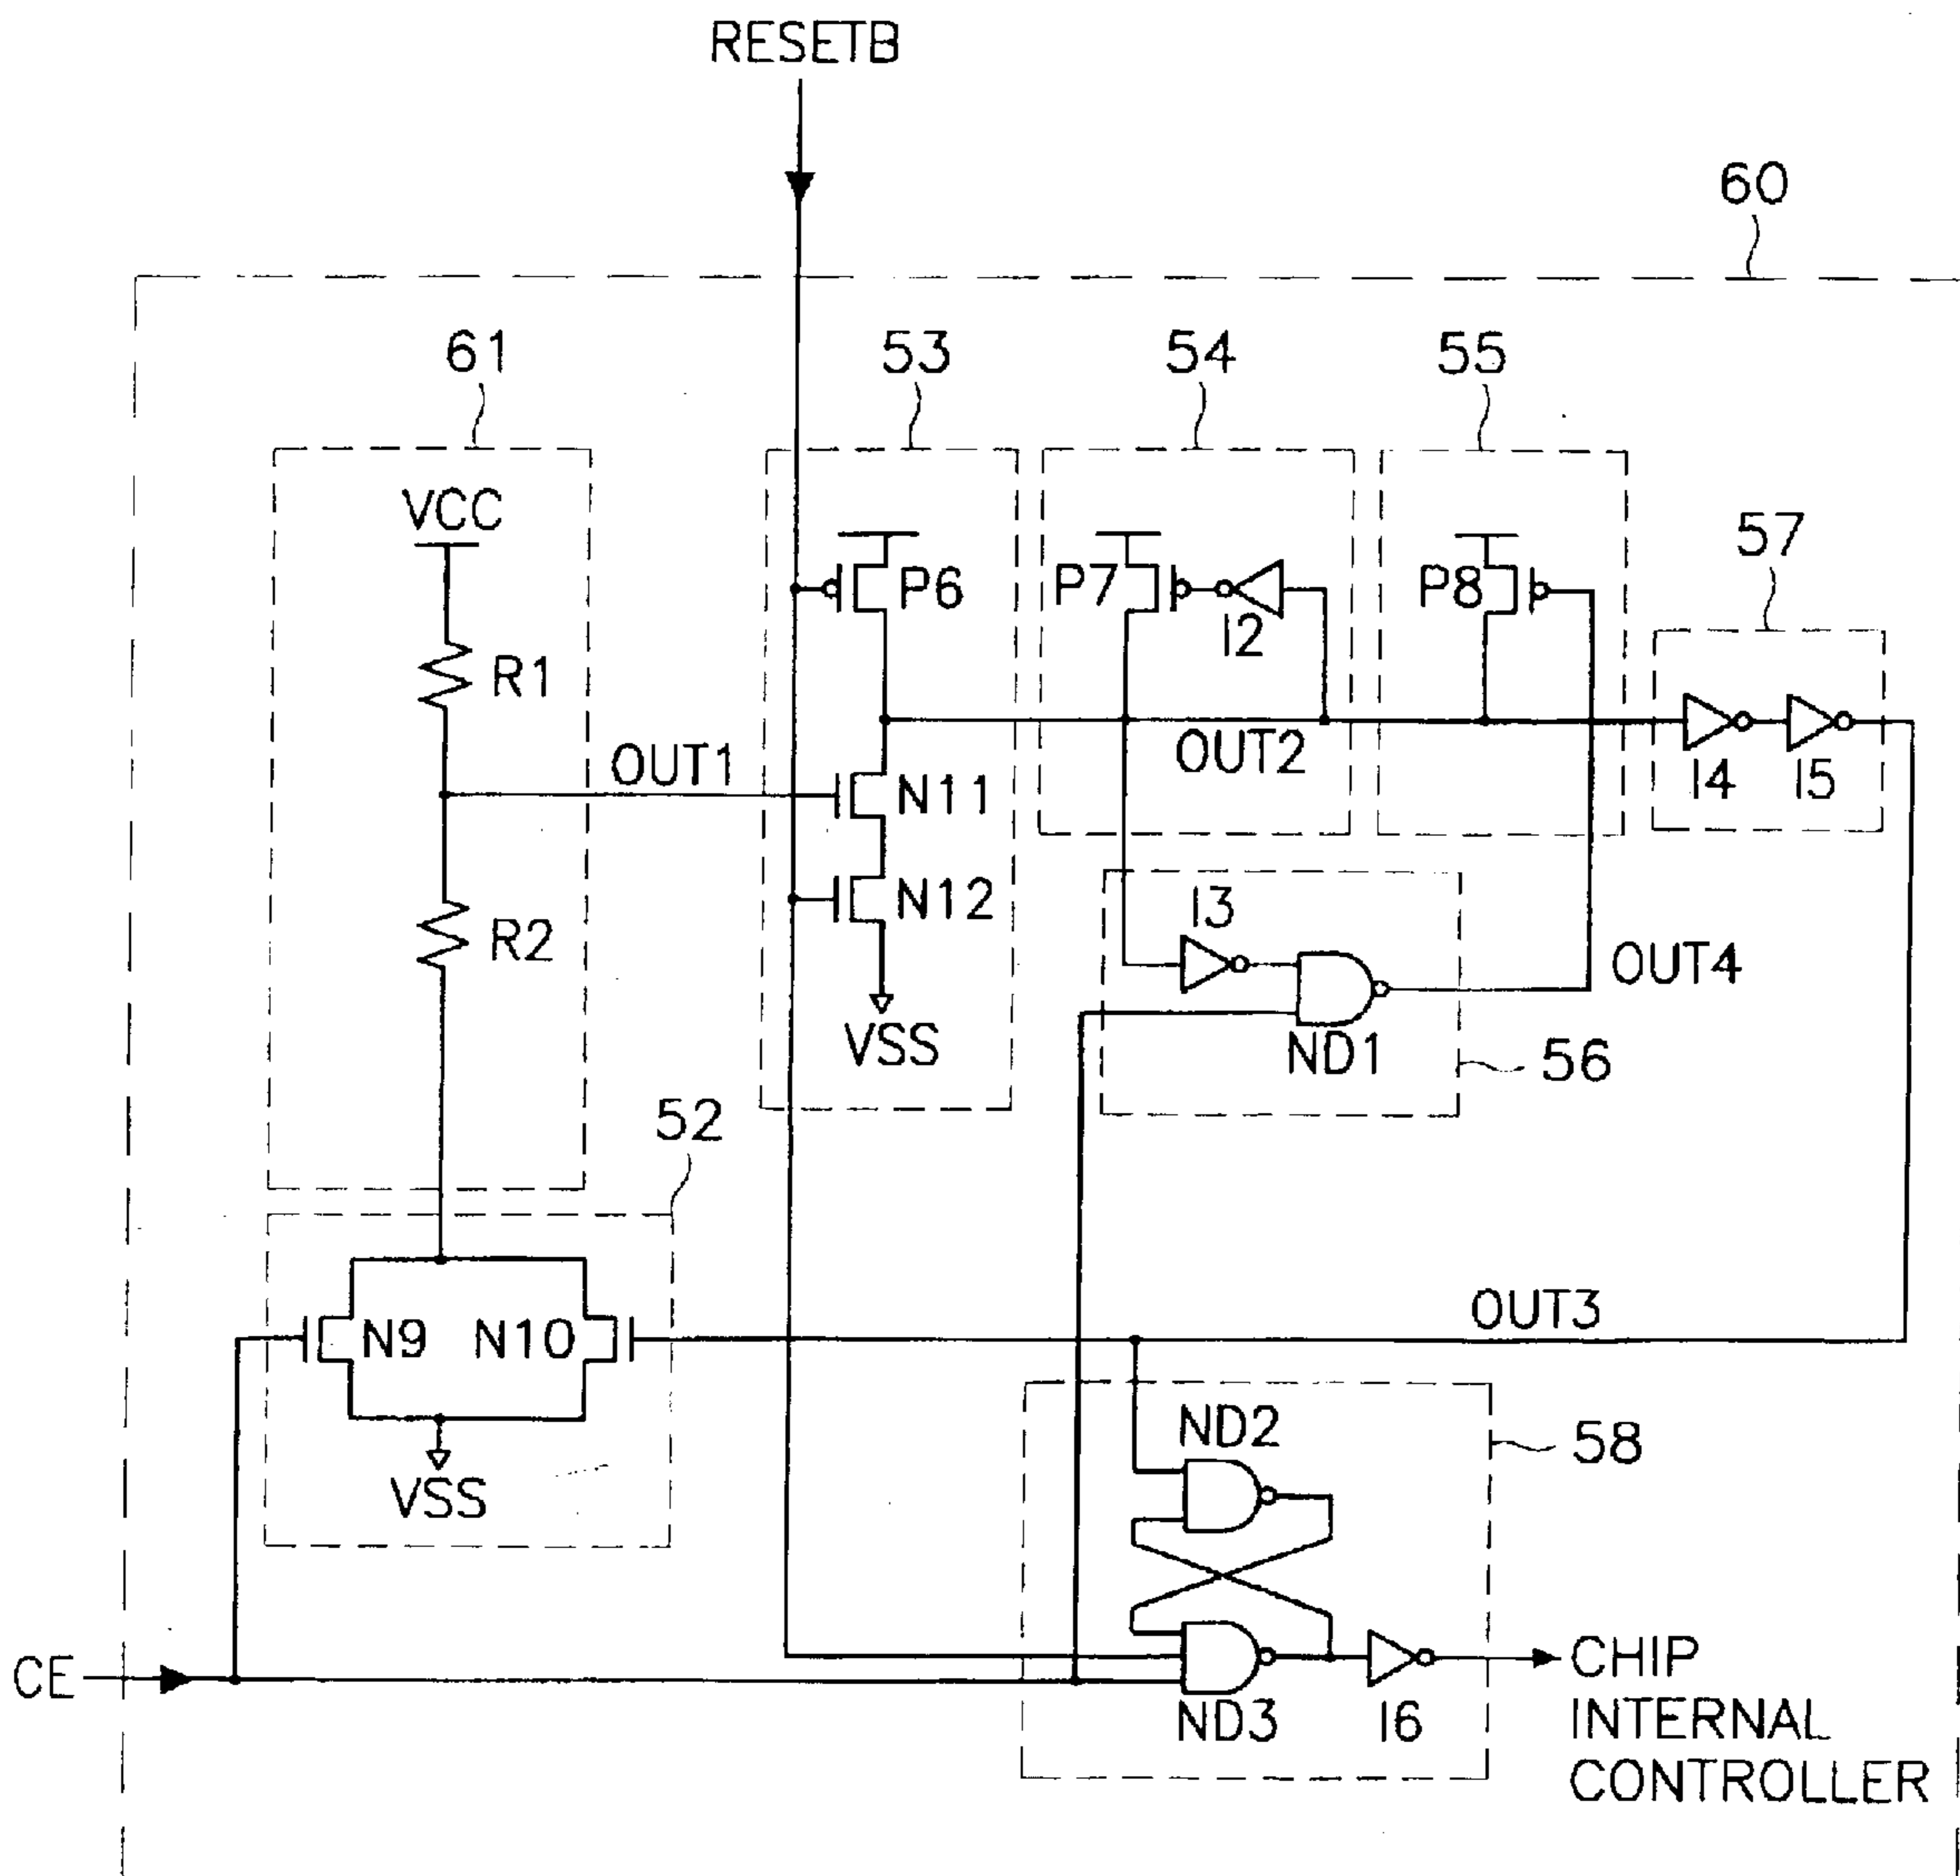 RESETB
60
61
53
54
55
57
VCC
P6
P7
I2
P8
R1
OUT1
OUT2
I4
I5
N11
N12
I3
R2
OUT4
VSS
ND1
56
52
OUT3
N9
N10
ND2
58
VSS
CE
ND3
I6
CHIP
INTERNAL
CONTROLLER